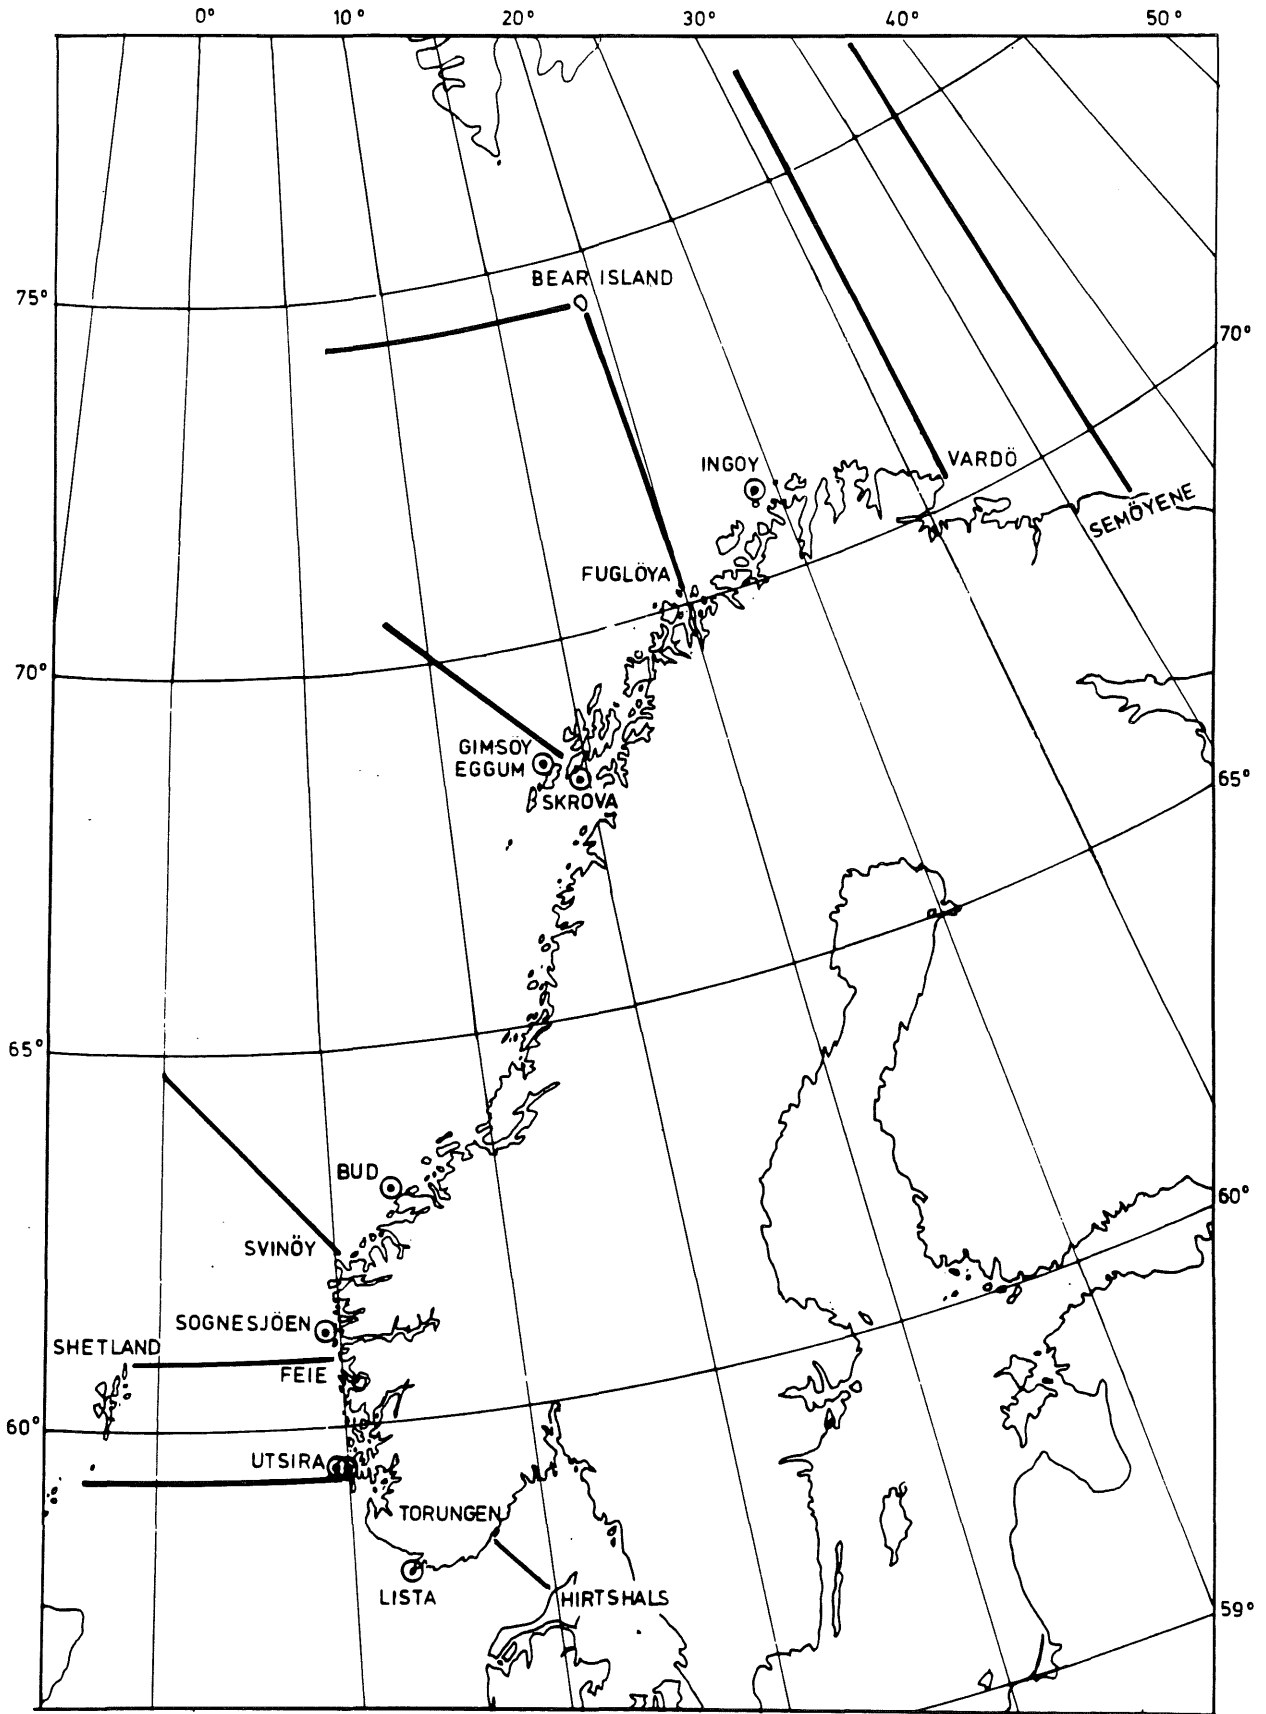 0° 10° 20° 30° 40° 50°
BEAR ISLAND
75°
70°
INGOY
VARDÖ
SEMÖYENE
FUGLÖYA
70°
GIMSÖY
EGGUM
SKROVA
65°
65°
BUD
60°
SVINÖY
SOGNESJÖEN
SHETLAND
FEIE
60°
UTSIRA
TORUNGEN
LISTA
HIRTSHALS
59°